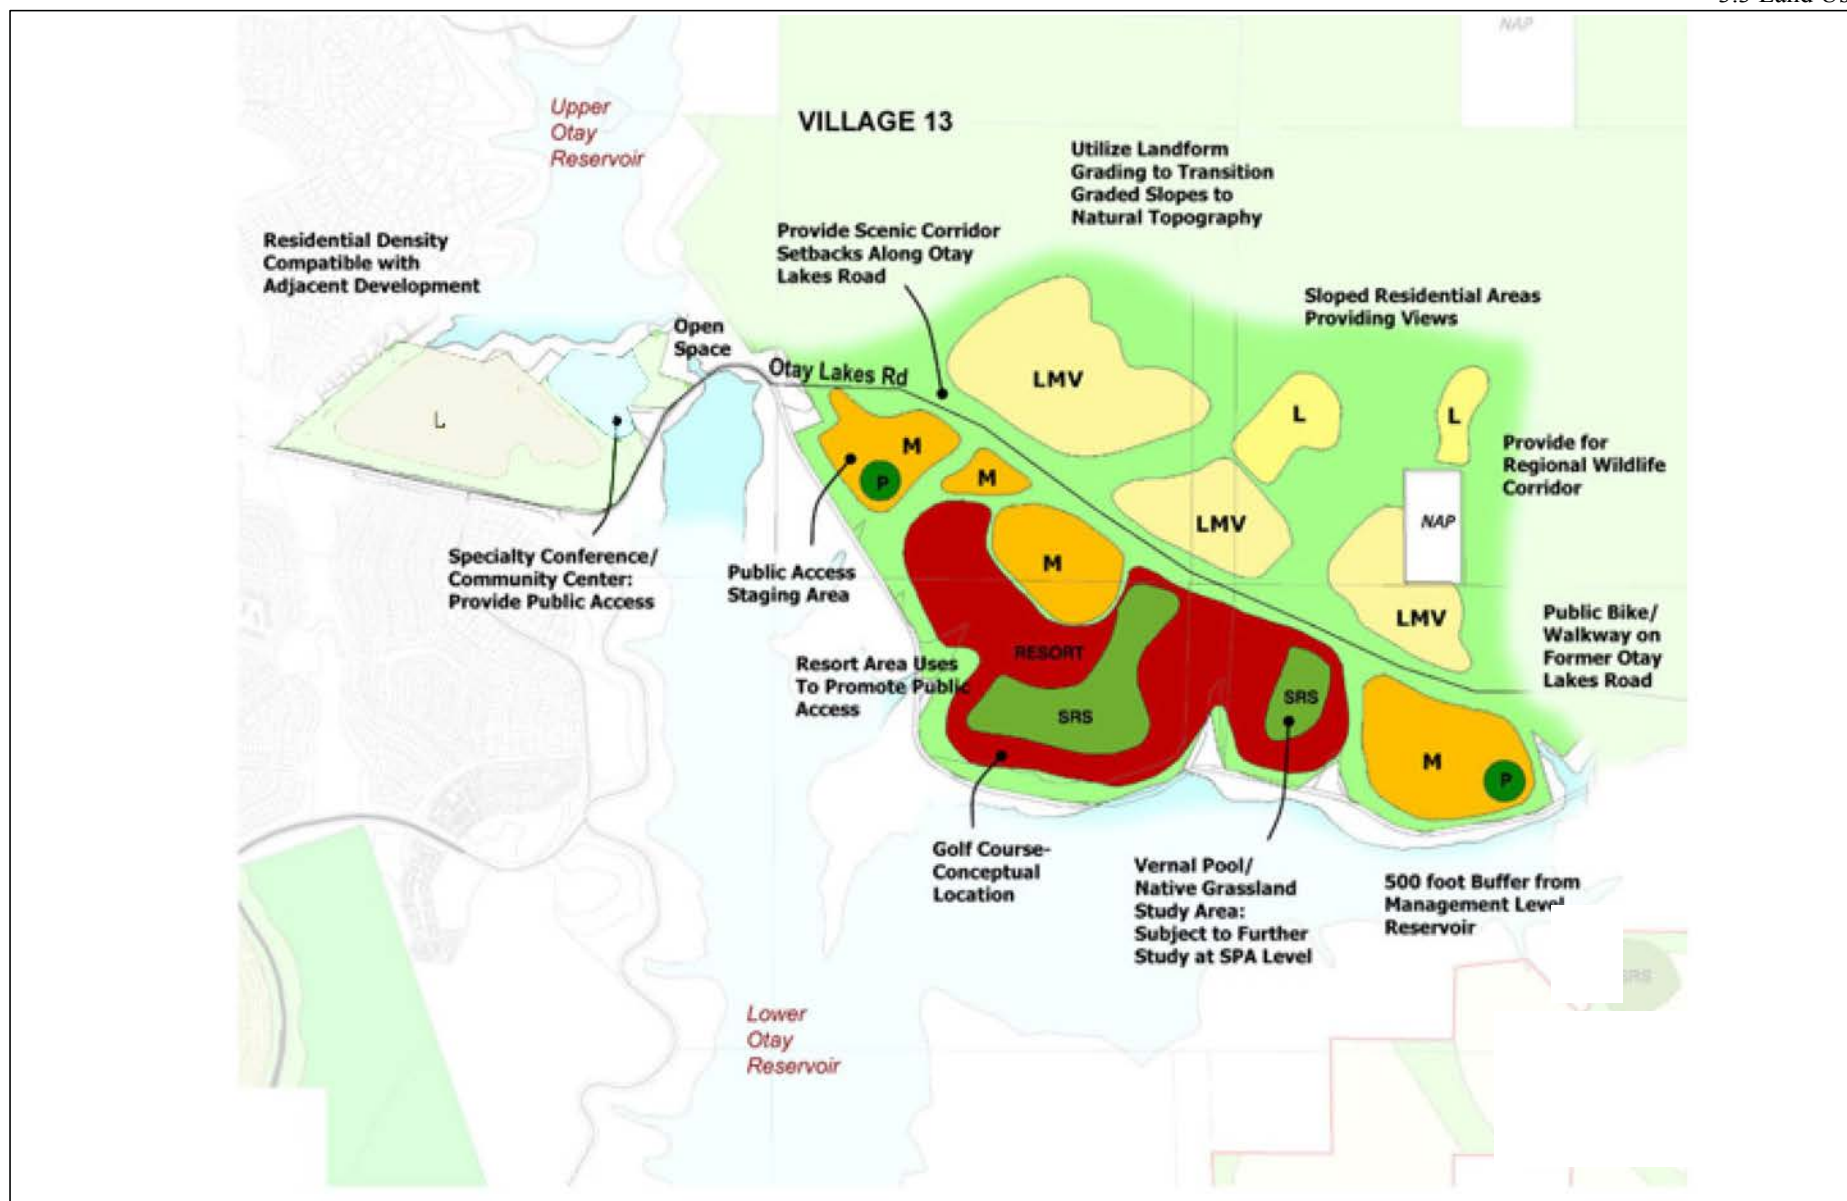 NAP
Upper
Otay
Reservoir
VILLAGE 13
Utilize Landform
Grading to Transition
Graded Slopes to
Natural Topography
Provide Scenic Corridor
Setbacks Along Otay
Lakes Road
Residential Density
Compatible with
Adjacent Development
Sloped Residential Areas
Providing Views
Open
Space
Otay Lakes Rd
LMV
L
L
L
M
P
M
Provide for
Regional Wildlife
Corridor
LMV
NAP
Specialty Conference/
Community Center:
Provide Public Access
Public Access
Staging Area
M
LMV
Public Bike/
Walkway on
Former Otay
Lakes Road
RESORT
Resort Area Uses
To Promote Public
Access
SRS
SRS
M
P
Golf Course-
Conceptual
Location
Vernal Pool/
Native Grassland
Study Area:
Subject to Further
Study at SPA Level
500 foot Buffer from
Management Level
Reservoir
SRS
Lower
Otay
Reservoir